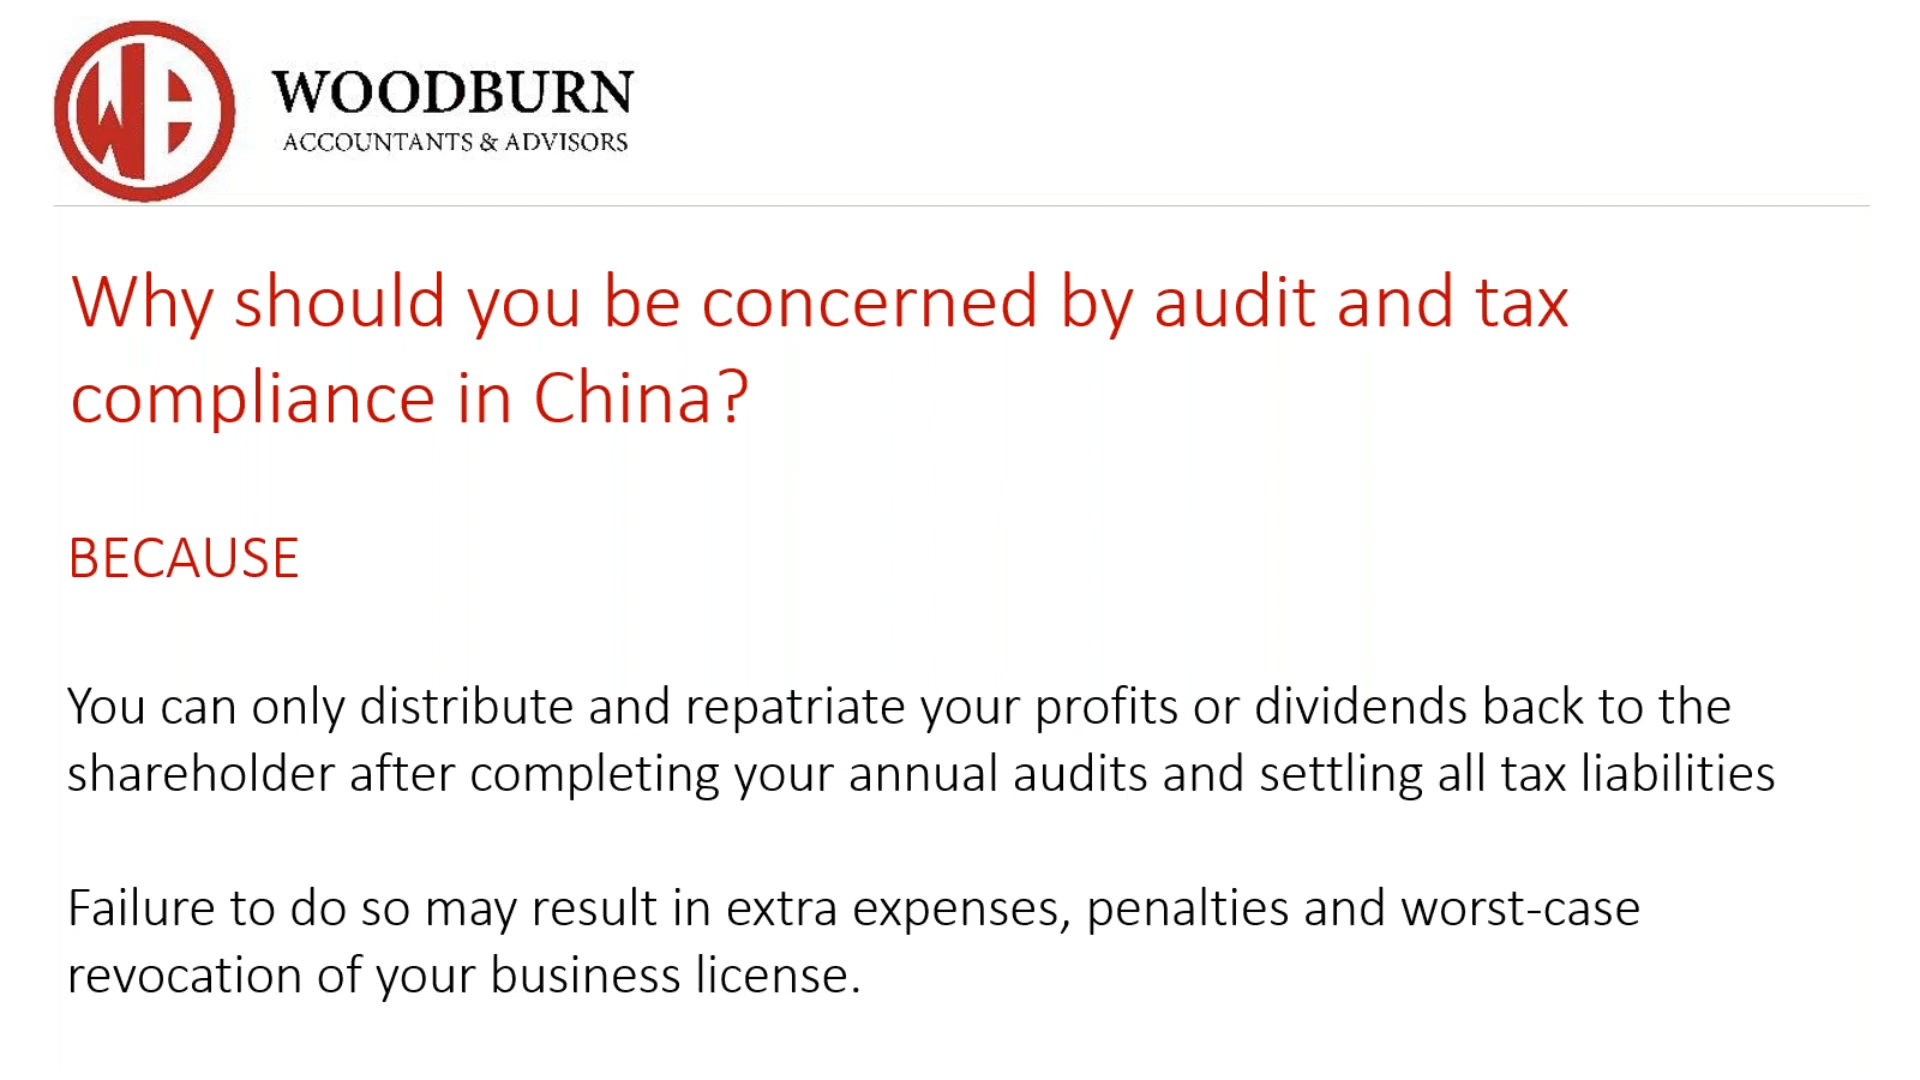 WOODBURN
ACCOUNTANTS & ADVISORS
Why should you be concerned by audit and tax
compliance in China?
BECAUSE
You can only distribute and repatriate your profits or dividends back to the
shareholder after completing your annual audits and settling all tax liabilities
Failure to do so may result in extra expenses, penalties and worst-case
revocation of your business license.